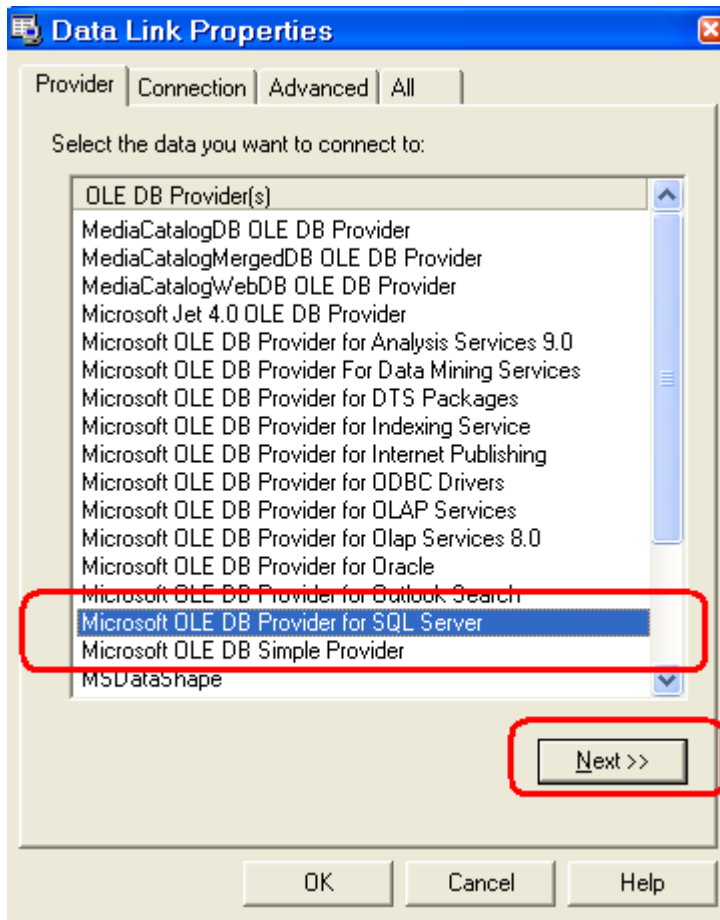 Data Link Properties
Provider Connection Advanced All
Select the data you want to connect to:
OLE DB Provider(s)
MediaCatalogDB OLE DB Provider
MediaCatalogMergedDB OLE DB Provider
MediaCatalogWebDB OLE DB Provider
Microsoft Jet 4.0 OLE DB Provider
Microsoft OLE DB Provider for Analysis Services 9.0
Microsoft OLE DB Provider For Data Mining Services
Microsoft OLE DB Provider for DTS Packages
Microsoft OLE DB Provider for Indexing Service
Microsoft OLE DB Provider for Internet Publishing
Microsoft OLE DB Provider for ODBC Drivers
Microsoft OLE DB Provider for OLAP Services
Microsoft OLE DB Provider for Olap Services 8.0
Microsoft OLE DB Provider for Oracle
Microsoft OLE DB Provider for Outlook Search
Microsoft OLE DB Provider for SQL Server
Microsoft OLE DB Simple Provider
MSDataShape
Next >>
OK Cancel Help